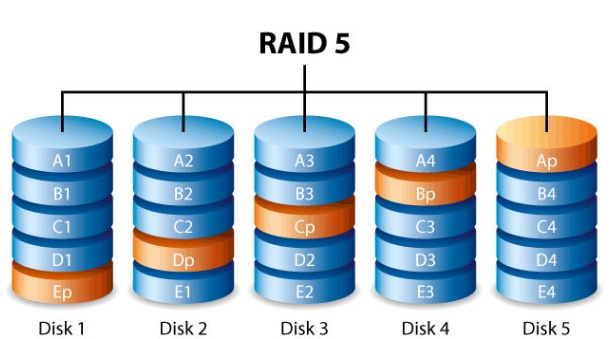 RAID 5
A1 A2 A3 A4 Ap
B1 B2 B3 Bp B4
C1 C2 Cp C3 C4
D1 Dp D2 D3 D4
Ep E1 E2 E3 E4
Disk 1 Disk 2 Disk 3 Disk 4 Disk 5